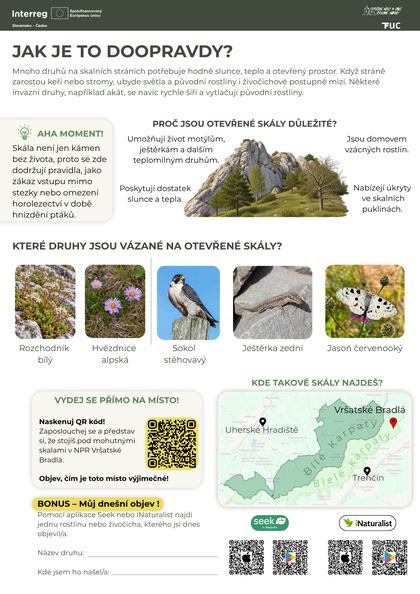 Interreg
Spolufinancovaný
Evropskou unií
Slovensko – Česko
TUC
JAK JE TO DOOPRAVDY?
Mnoho druhů na skalních stráních potřebuje hodně slunce, teplo a otevřený prostor. Když stráně
zarostou keři nebo stromy, ubyde světla a původní rostliny i živočichové postupně mizí. Některé
invazní druhy, například akát, se navíc rychle šíří a vytlačují původní rostliny.
AHA MOMENT!
Skála není jen kámen
bez života, proto se zde
dodržují pravidla, jako
zákaz vstupu mimo
stezky nebo omezení
horolezectví v době
hnízdění ptáků.
PROČ JSOU OTEVŘENÉ SKÁLY DŮLEŽITÉ?
Umožňují život motýlům,
ještěrkám a dalším
teplomilným druhům.
Jsou domovem
vzácných rostlin.
Poskytují dostatek
slunce a tepla.
Nabízejí úkryty
ve skalních
puklinách.
KTERÉ DRUHY JSOU VÁZANÉ NA OTEVŘENÉ SKÁLY?
Rozchodník
bílý
Hvězdnice
alpská
Sokol
stěhovavý
Ještěrka zední
Jasoň červenooký
VYDEJ SE PŘÍMO NA MÍSTO!
Naskenuj QR kód!
Zaposlouchej se a představ
si, že stojíš pod mohutnými
skalami v NPR Vršatské
Bradlá.
Objev, čím je toto místo výjimečné!
KDE TAKOVÉ SKÁLY NAJDEŠ?
Vršatské Bradlá
Uherské Hradiště
Bílé Karpaty
Biele Karpaty
Trenčín
BONUS – Můj dnešní objev !
Pomocí aplikace Seek nebo iNaturalist najdi
jednu rostlinu nebo živočicha, kterého jsi dnes
objevil/a.
Název druhu:
Kde jsem ho našel/a:
seek
iNaturalist